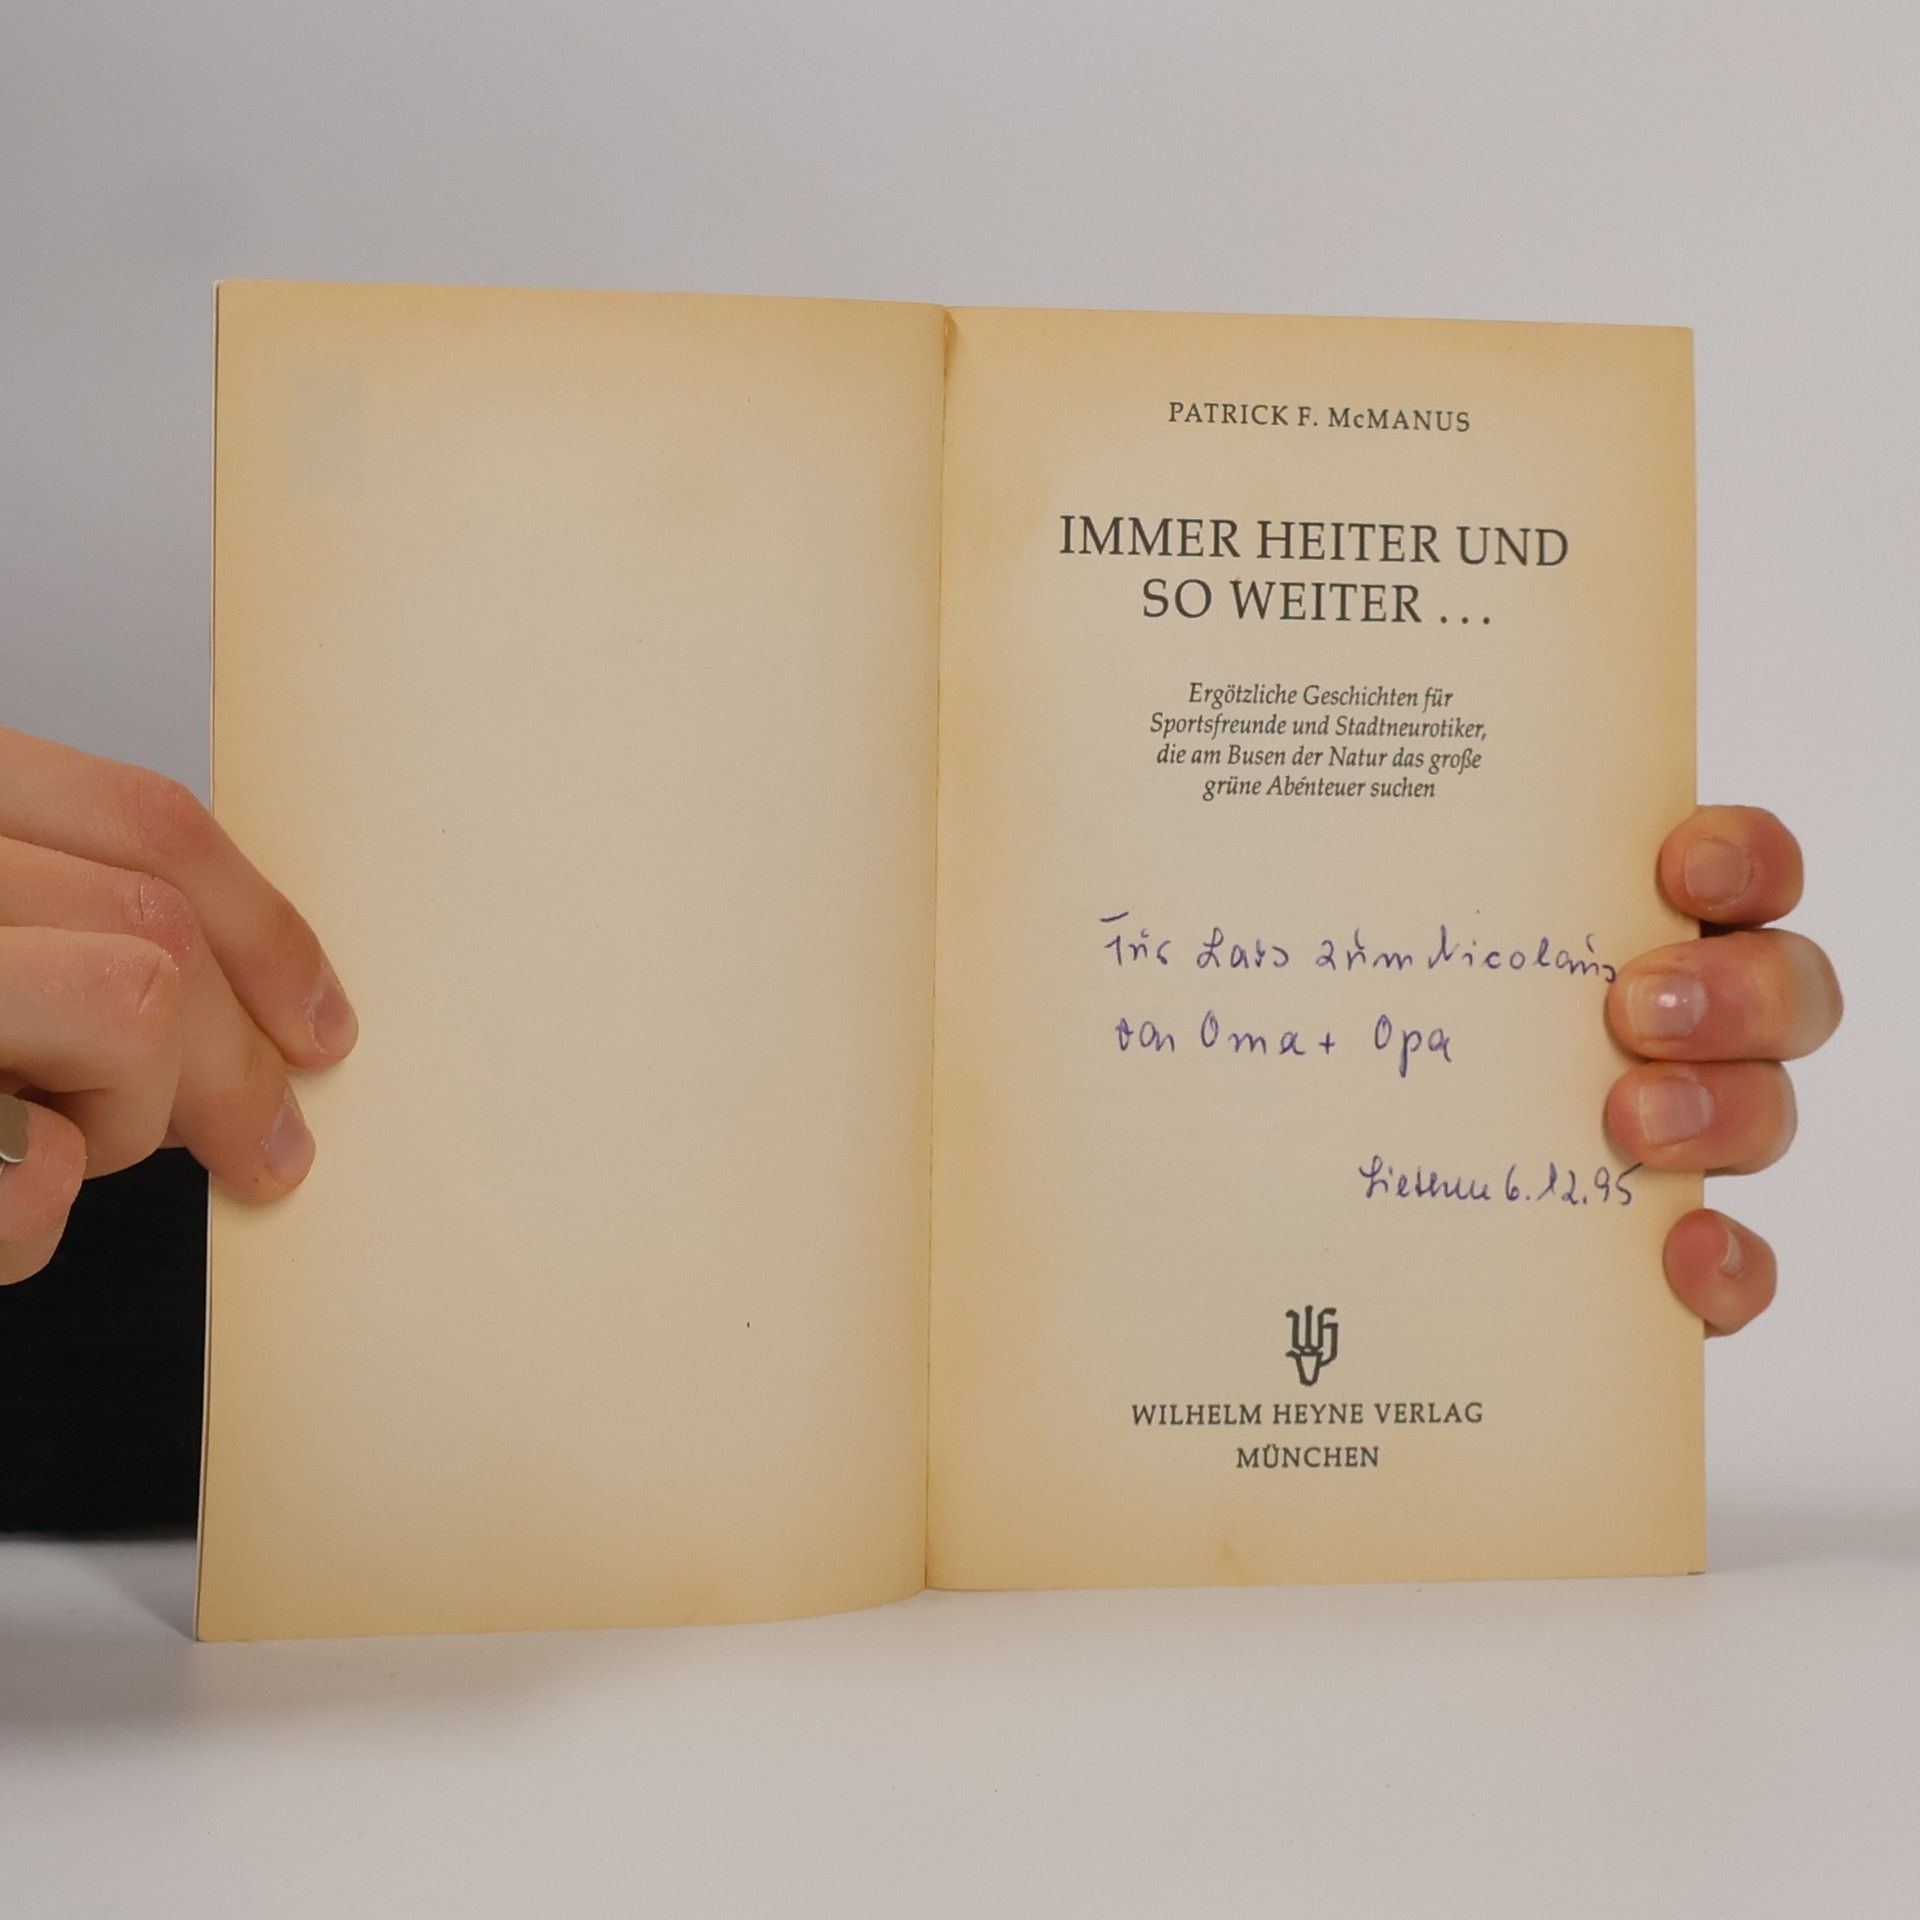 PATRICK F. McMANUS
IMMER HEITER UND
SO WEITER ...
Ergötzliche Geschichten für
Sportsfreunde und Stadtneurotiker,
die am Busen der Natur das große
grüne Abenteuer suchen
Für Lars zum Nicolaus
von Oma + Opa
6.12.95
WILHELM HEYNE VERLAG
MÜNCHEN